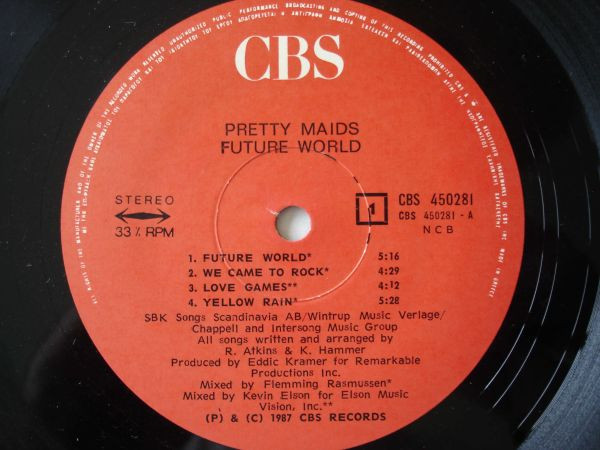 CBS
PRETTY MAIDS
FUTURE WORLD
STEREO
33⅓ RPM
1
CBS 450281
CBS 450281 - A
NCB
1. FUTURE WORLD* 5:16
2. WE CAME TO ROCK* 4:29
3. LOVE GAMES** 4:12
4. YELLOW RAIN* 5:28
SBK Songs Scandinavia AB/Wintrup Music Verlage/
Chappell and Intersong Music Group
All songs written and arranged by
R. Atkins & K. Hammer
Produced by Eddic Kramer for Remarkable
Productions Inc.
Mixed by Flemming Rasmussen*
Mixed by Kevin Elson for Elson Music
Vision, Inc.**
(P) & (C) 1987 CBS RECORDS